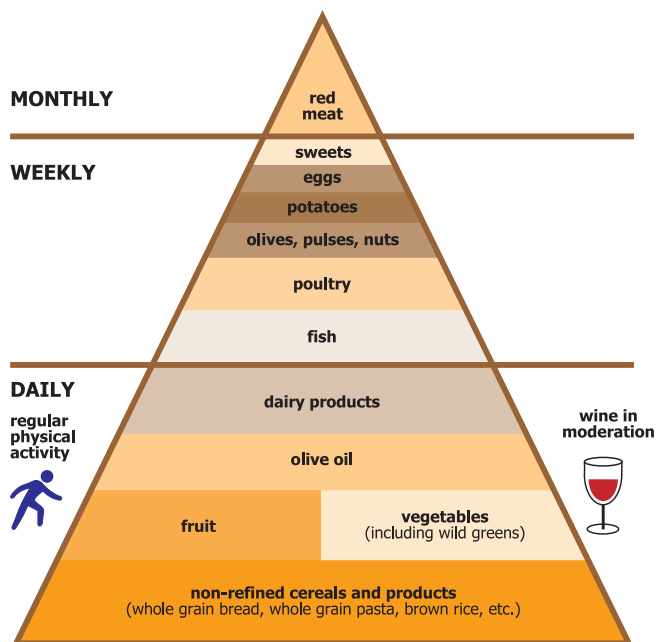 MONTHLY
red
meat
WEEKLY
sweets
eggs
potatoes
olives, pulses, nuts
poultry
fish
DAILY
regular
physical
activity
dairy products
wine in
moderation
olive oil
fruit
vegetables
(including wild greens)
non-refined cereals and products
(whole grain bread, whole grain pasta, brown rice, etc.)